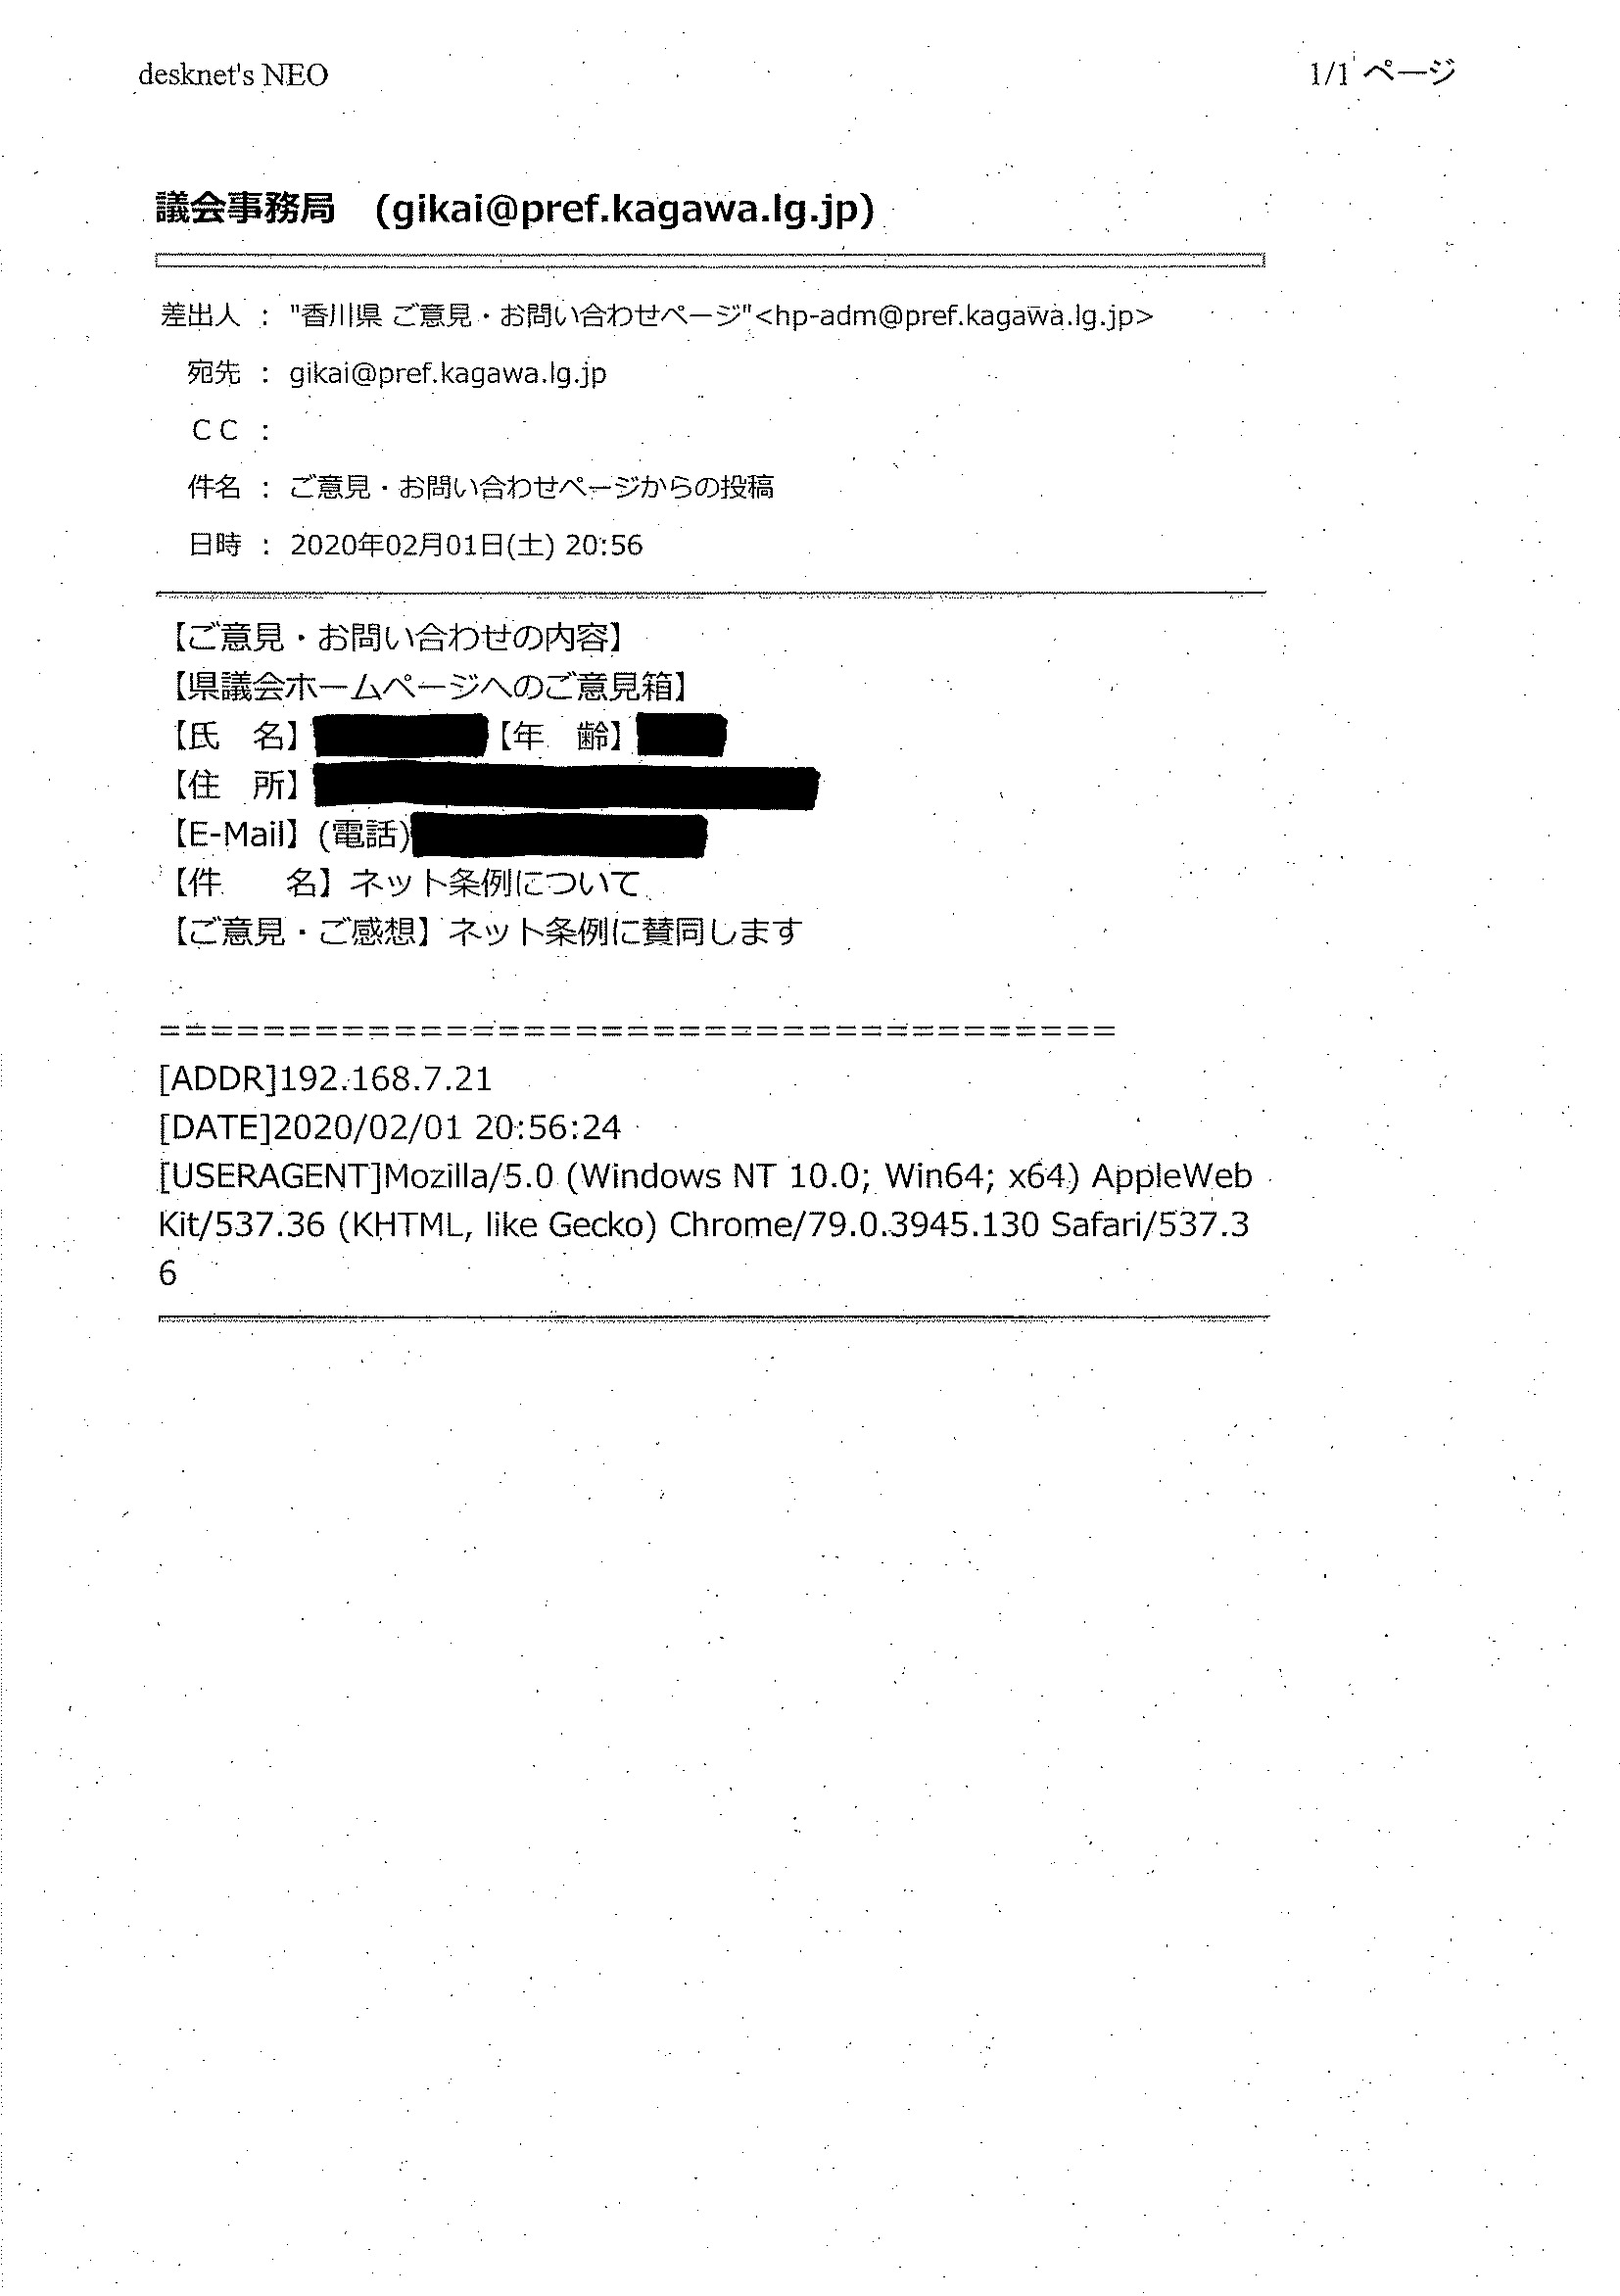 desknet's NEO
1/1 ページ
議会事務局　(gikai@pref.kagawa.lg.jp)
差出人 ： "香川県 ご意見・お問い合わせページ"<hp-adm@pref.kagawa.lg.jp>
宛先 ： gikai@pref.kagawa.lg.jp
ＣＣ ：
件名 ： ご意見・お問い合わせページからの投稿
日時 ： 2020年02月01日(土) 20:56
【ご意見・お問い合わせの内容】
【県議会ホームページへのご意見箱】
【氏　名】【年　齢】
【住　所】
【E-Mail】(電話)
【件　　名】ネット条例について
【ご意見・ご感想】ネット条例に賛同します
=====================================
[ADDR]192.168.7.21
[DATE]2020/02/01 20:56:24
[USERAGENT]Mozilla/5.0 (Windows NT 10.0; Win64; x64) AppleWeb
Kit/537.36 (KHTML, like Gecko) Chrome/79.0.3945.130 Safari/537.3
6